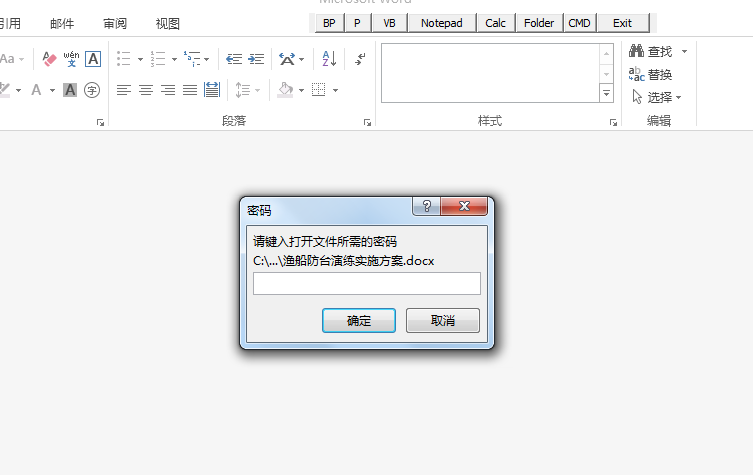 Microsoft Word
引用 邮件 审阅 视图 BP P VB Notepad Calc Folder CMD Exit
Aa wén A 查找
替换
A A 字 选择
段落 样式 编辑
密码
请键入打开文件所需的密码
C:\...\渔船防台演练实施方案.docx
确定 取消